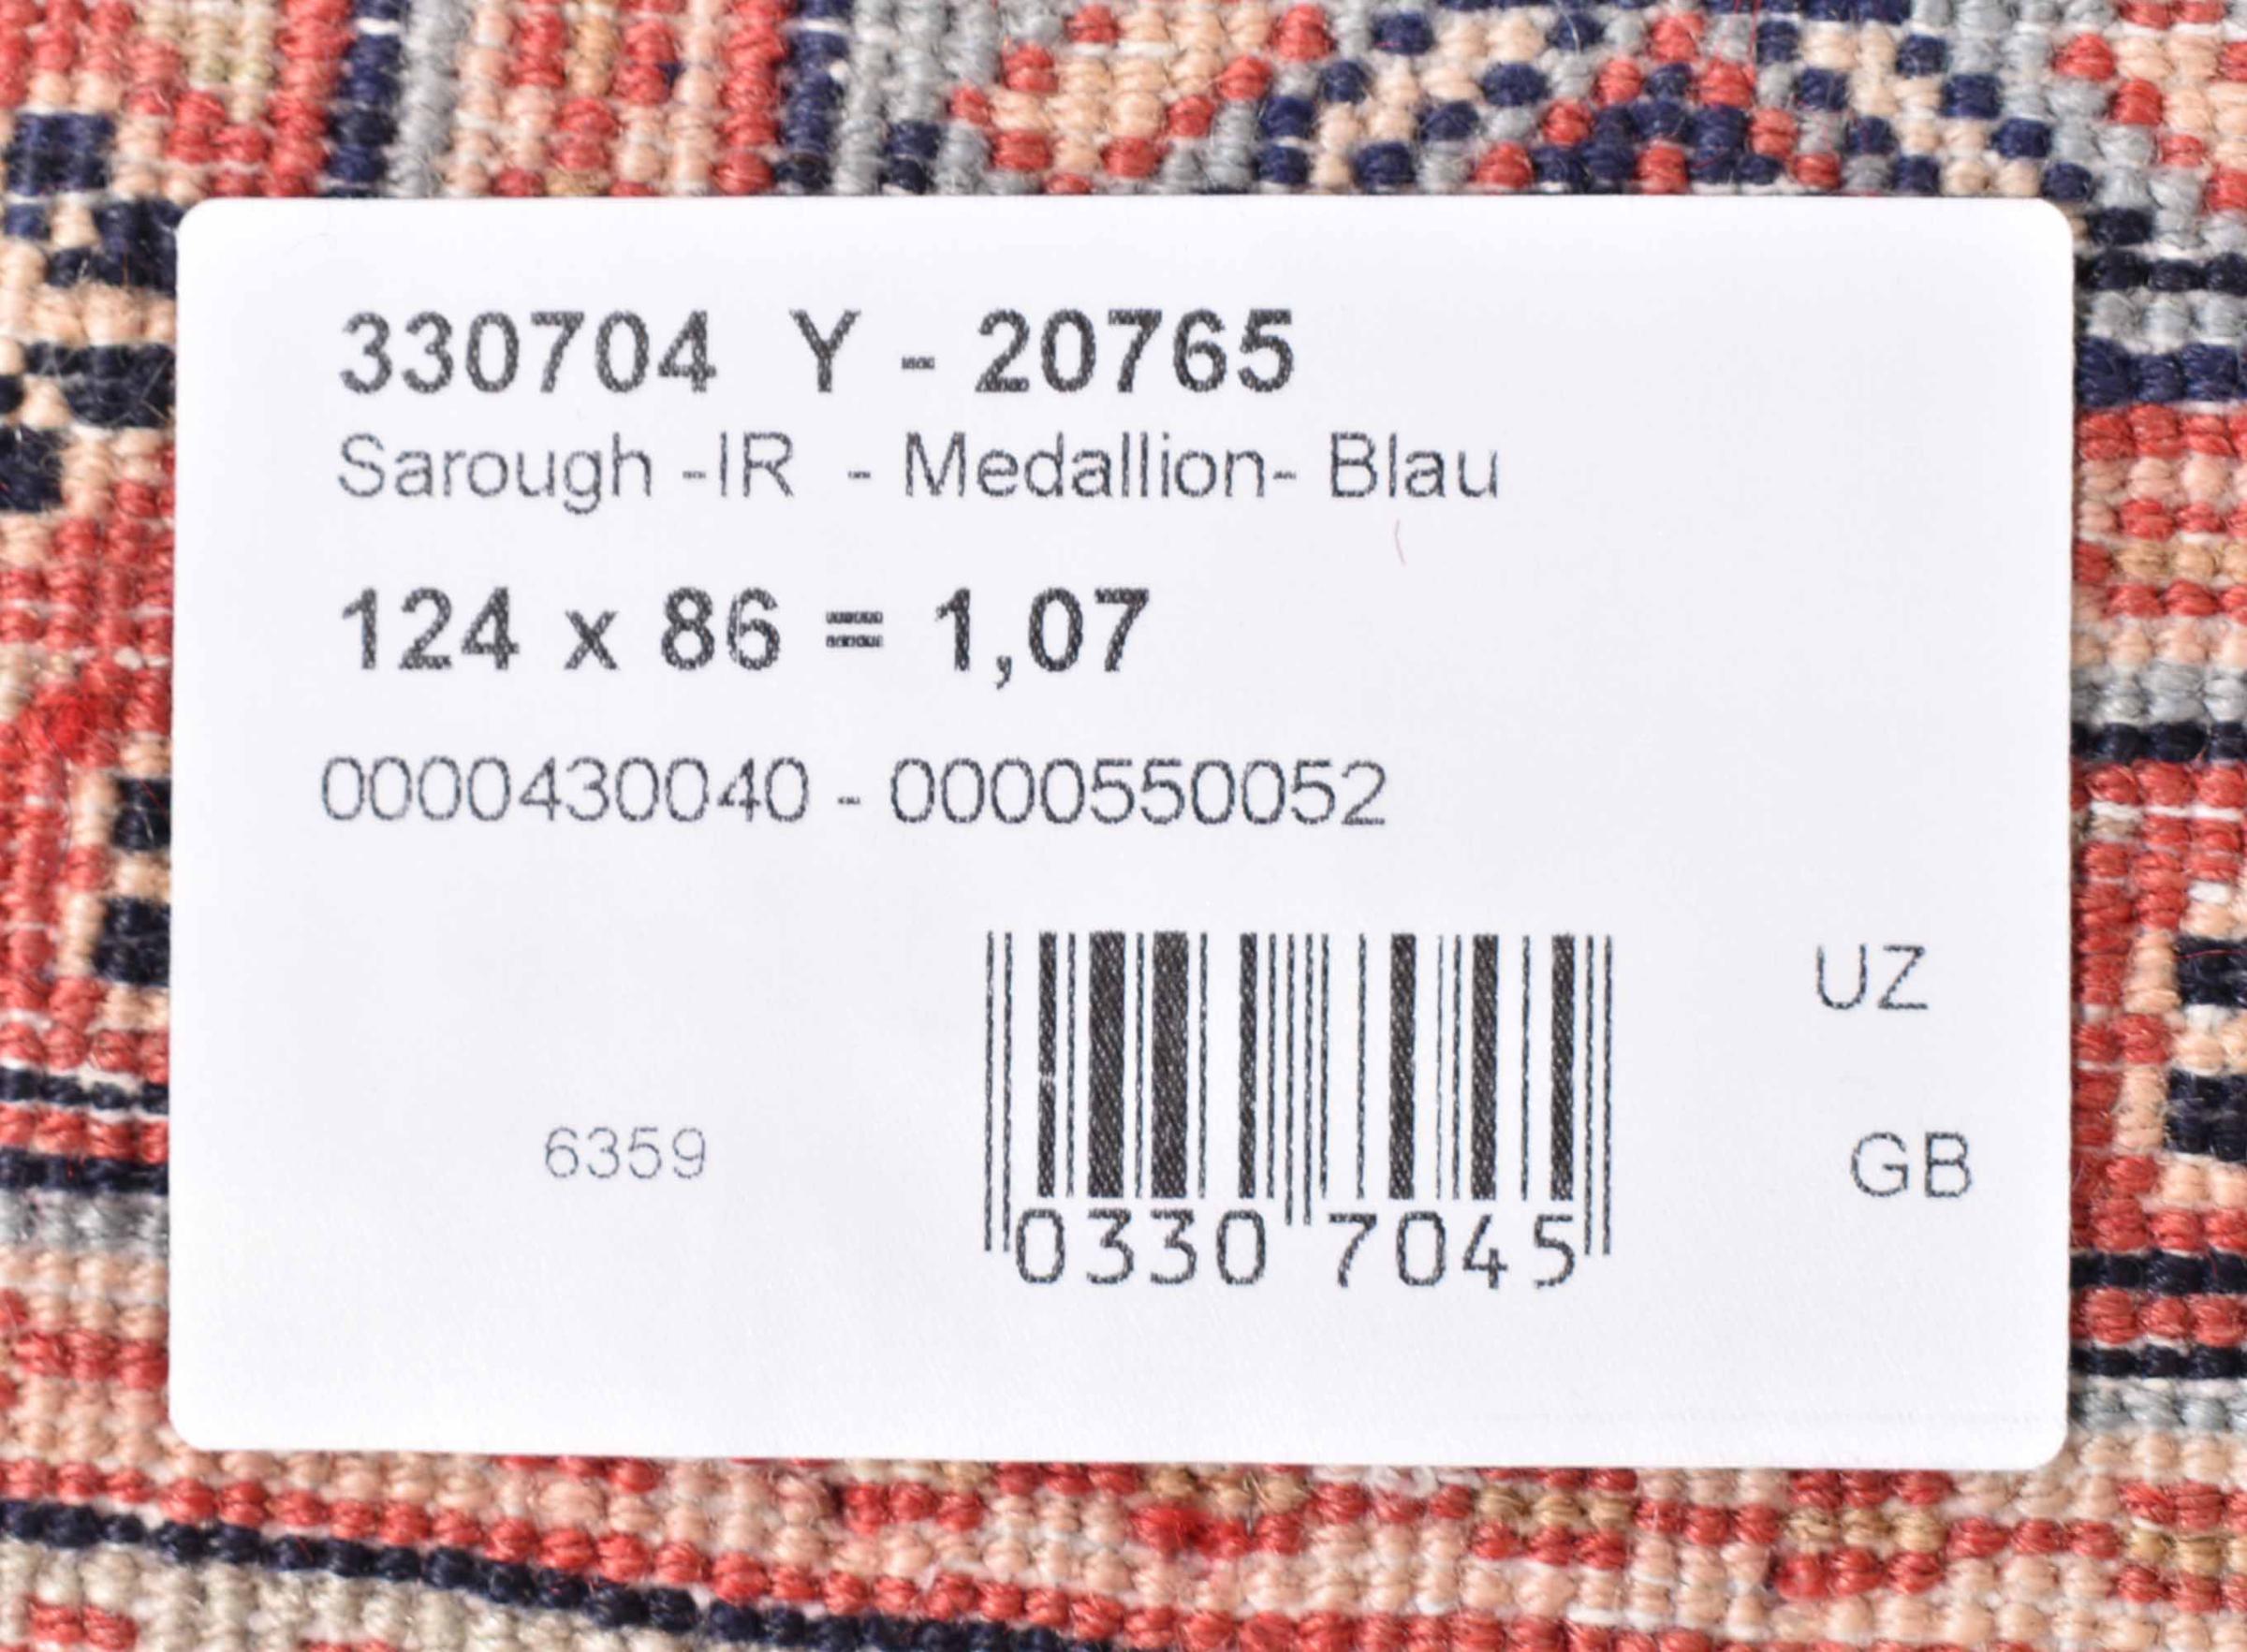 330704 Y - 20765
Sarough -IR - Medallion- Blau
124 x 86 = 1,07
0000430040 - 0000550052
UZ
6359
GB
0330 7045